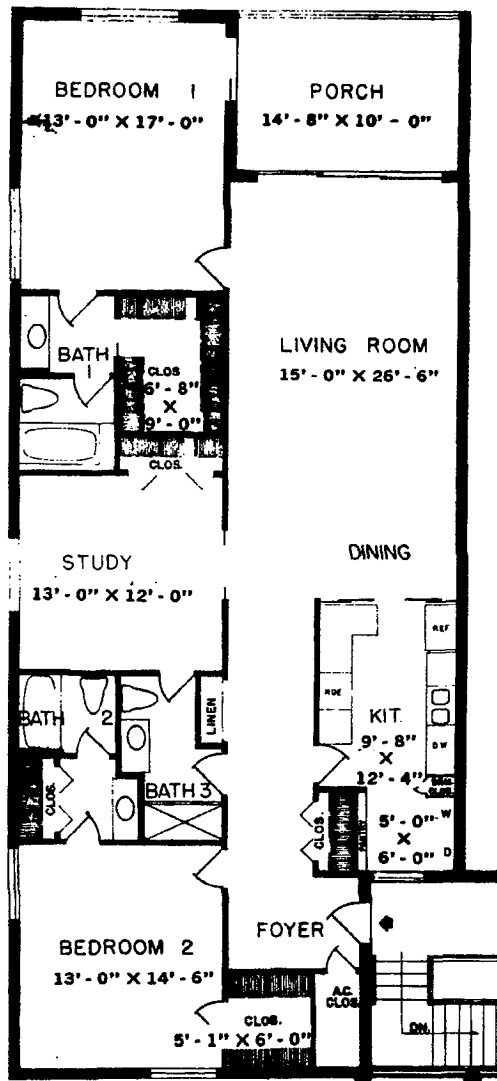 BEDROOM 1
13'-0" X 17'-0"
PORCH
14'-8" X 10'-0"
LIVING ROOM
15'-0" X 26'-6"
BATH
1
CLOS
6'-8"
X
9'-0"
CLOS.
STUDY
13'-0" X 12'-0"
DINING
REF
RGE
KIT.
9'-8"
X
12'-4"
DW
BATH 2
LINEN
CLOS.
BATH 3
CLOS.
PANTRY
5'-0"
X
6'-0"
W
D
FOYER
BEDROOM 2
13'-0" X 14'-6"
A.C.
CLOS.
CLOS.
5'-1" X 6'-0"
DN.